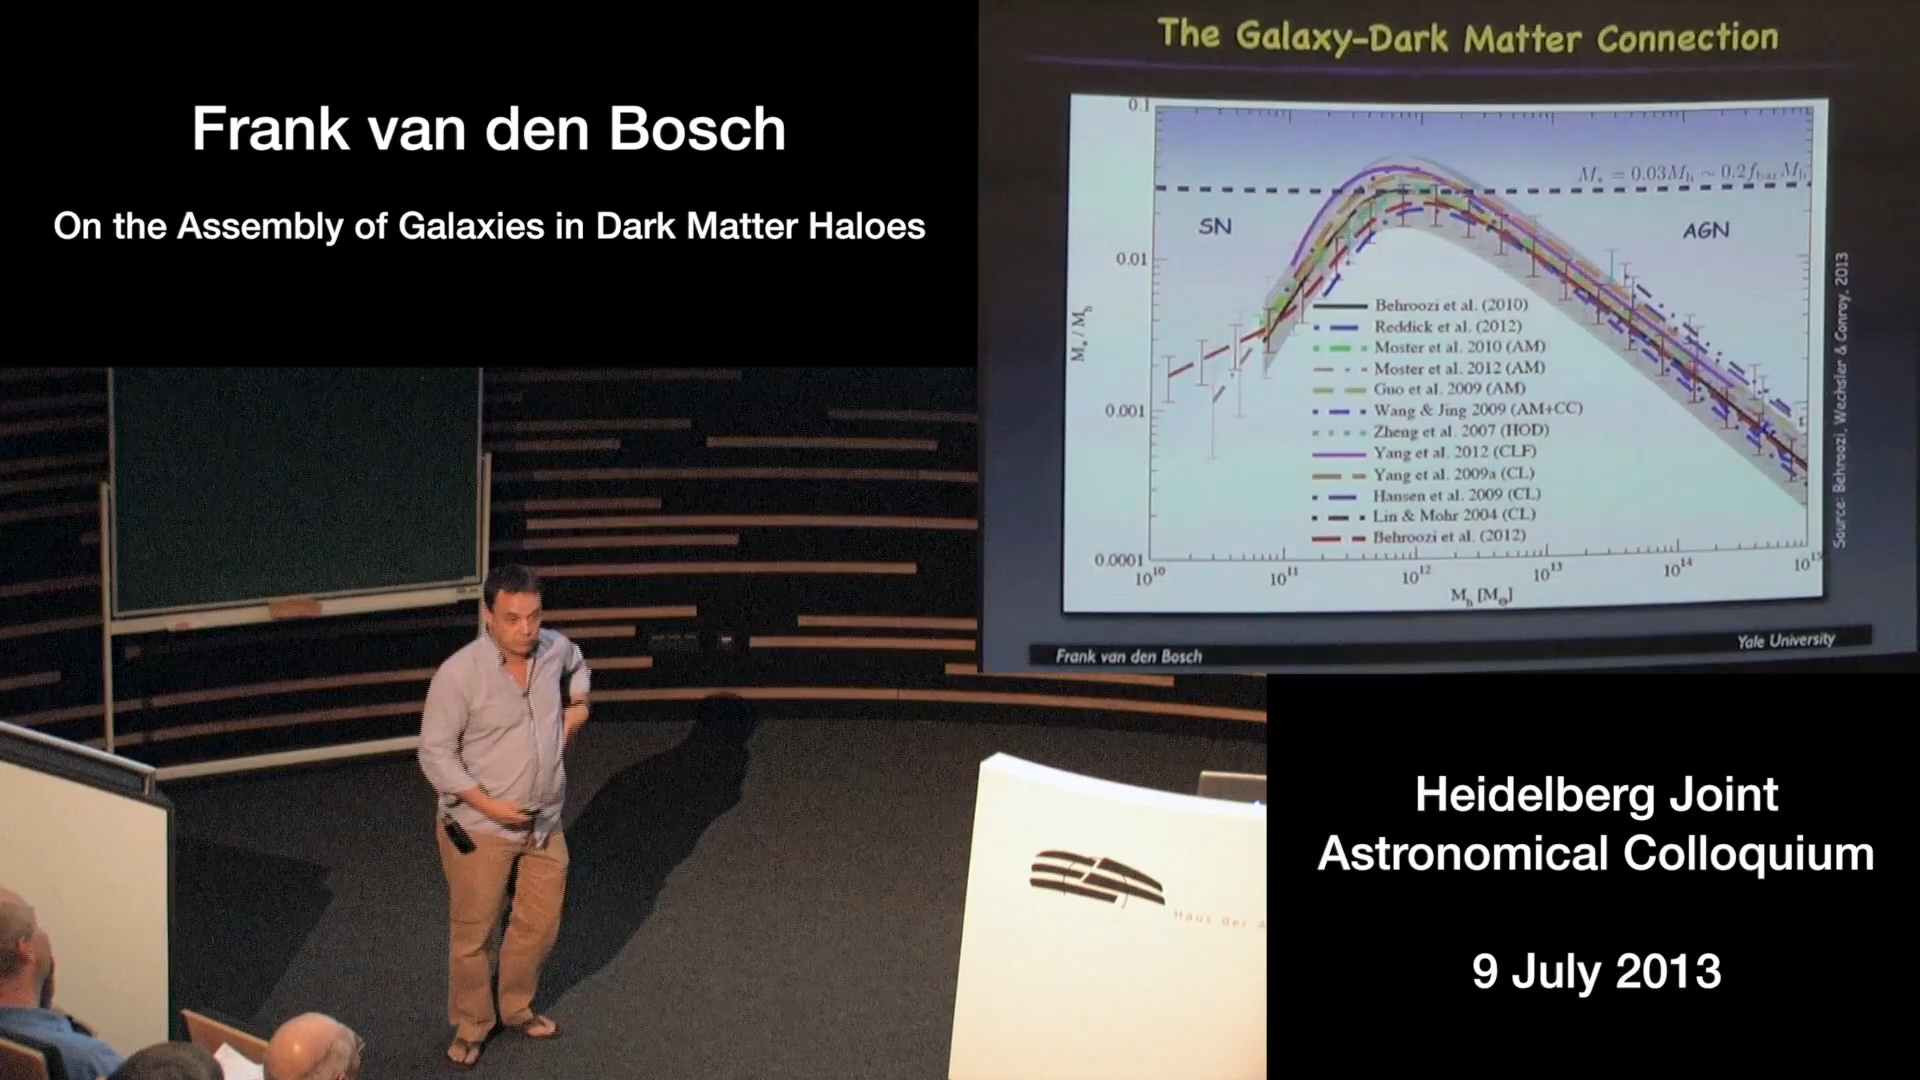 Frank van den Bosch
On the Assembly of Galaxies in Dark Matter Haloes
The Galaxy-Dark Matter Connection
0.1
0.01
0.001
0.0001
M* / Mh
M* = 0.03Mh ~ 0.2fbarMh
SN
AGN
Behroozi et al. (2010)
Reddick et al. (2012)
Moster et al. 2010 (AM)
Moster et al. 2012 (AM)
Guo et al. 2009 (AM)
Wang & Jing 2009 (AM+CC)
Zheng et al. 2007 (HOD)
Yang et al. 2012 (CLF)
Yang et al. 2009a (CL)
Hansen et al. 2009 (CL)
Lin & Mohr 2004 (CL)
Behroozi et al. (2012)
10^10
10^11
10^12
10^13
10^14
10^15
Mh [M⊙]
Source: Behroozi, Wechsler & Conroy, 2013
Frank van den Bosch
Yale University
Haus der
Heidelberg Joint
Astronomical Colloquium
9 July 2013